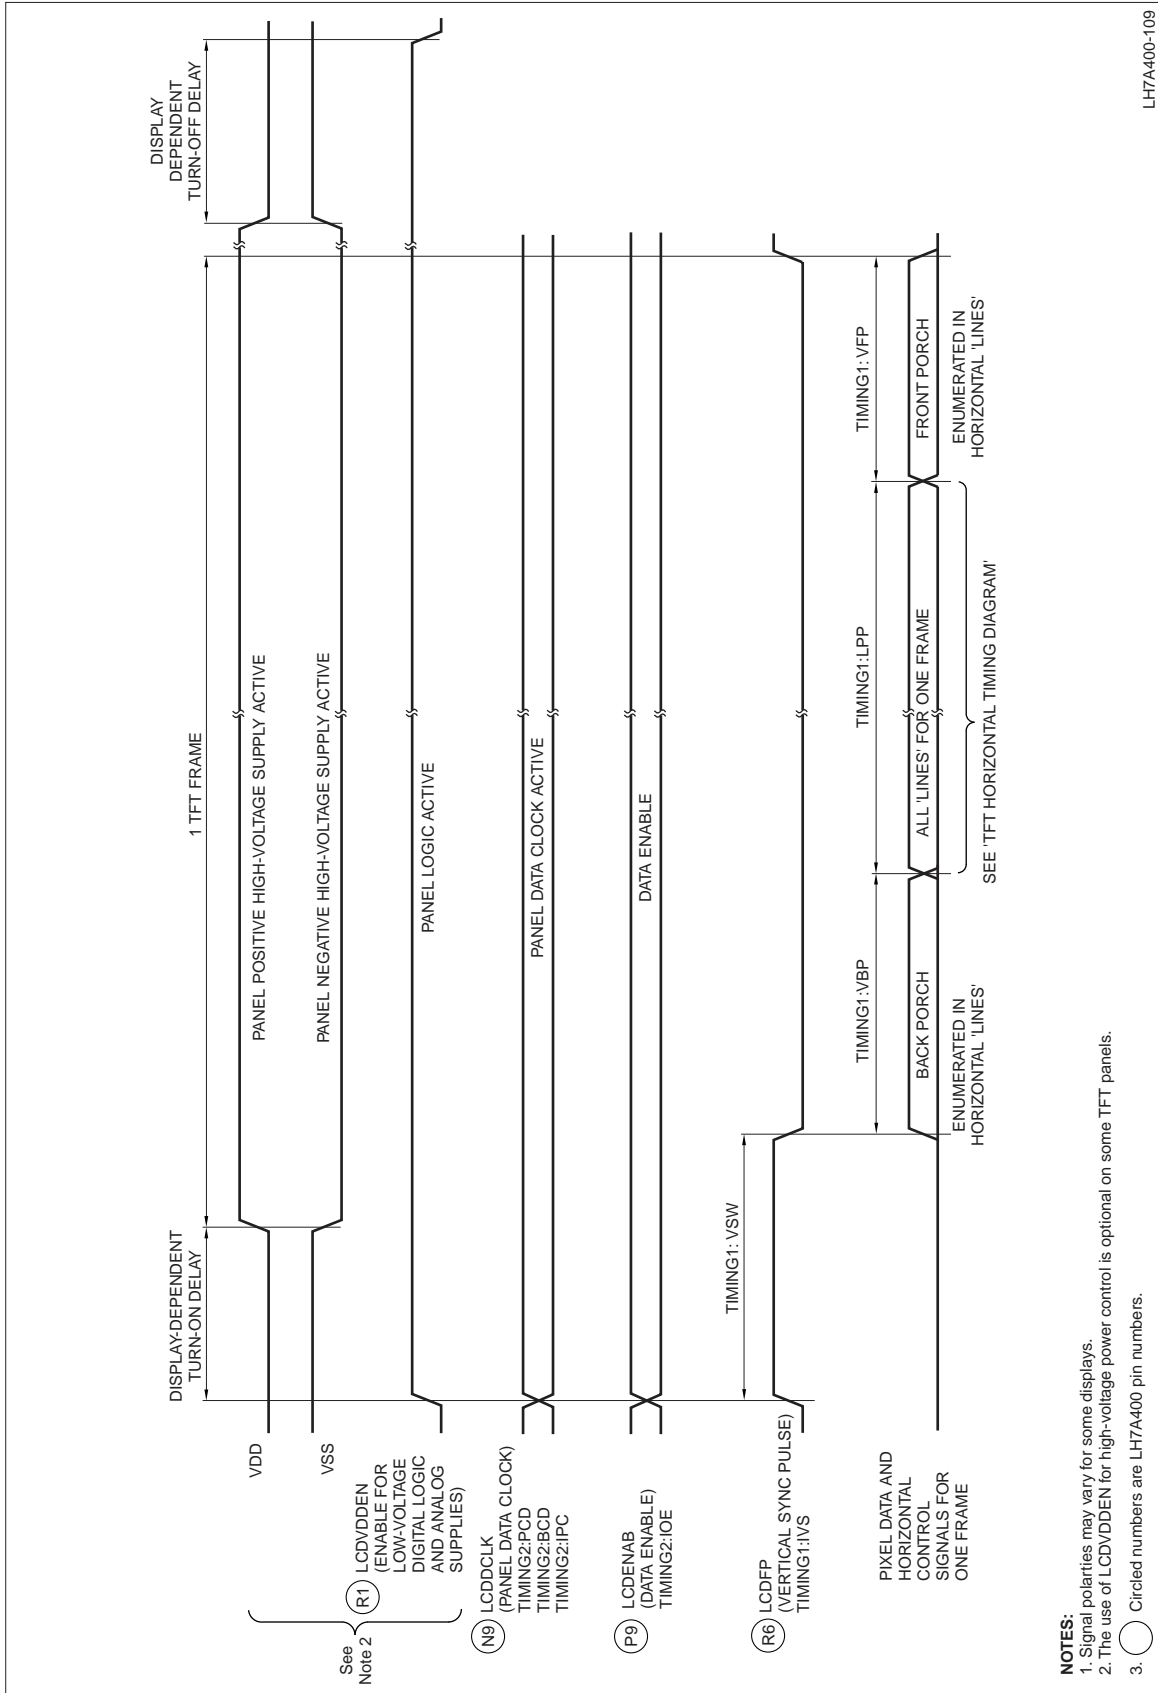 1 TFT FRAME
DISPLAY-DEPENDENT
TURN-ON DELAY
DISPLAY
DEPENDENT
TURN-OFF DELAY
VDD
PANEL POSITIVE HIGH-VOLTAGE SUPPLY ACTIVE
VSS
PANEL NEGATIVE HIGH-VOLTAGE SUPPLY ACTIVE
See
Note 2
R1
LCDVDDEN
(ENABLE FOR
LOW-VOLTAGE
DIGITAL LOGIC
AND ANALOG
SUPPLIES)
PANEL LOGIC ACTIVE
N9
LCDDCLK
(PANEL DATA CLOCK)
TIMING2:PCD
TIMING2:BCD
TIMING2:IPC
PANEL DATA CLOCK ACTIVE
P9
LCDENAB
(DATA ENABLE)
TIMING2:IOE
DATA ENABLE
R6
LCDFP
(VERTICAL SYNC PULSE)
TIMING1:IVS
TIMING1: VSW
TIMING1:VBP
TIMING1:LPP
TIMING1: VFP
PIXEL DATA AND
HORIZONTAL
CONTROL
SIGNALS FOR
ONE FRAME
BACK PORCH
ALL 'LINES' FOR ONE FRAME
FRONT PORCH
ENUMERATED IN
HORIZONTAL 'LINES'
SEE 'TFT HORIZONTAL TIMING DIAGRAM'
ENUMERATED IN
HORIZONTAL 'LINES'
NOTES:
1. Signal polarties may vary for some displays.
2. The use of LCDVDDEN for high-voltage power control is optional on some TFT panels.
3. Circled numbers are LH7A400 pin numbers.
LH7A400-109